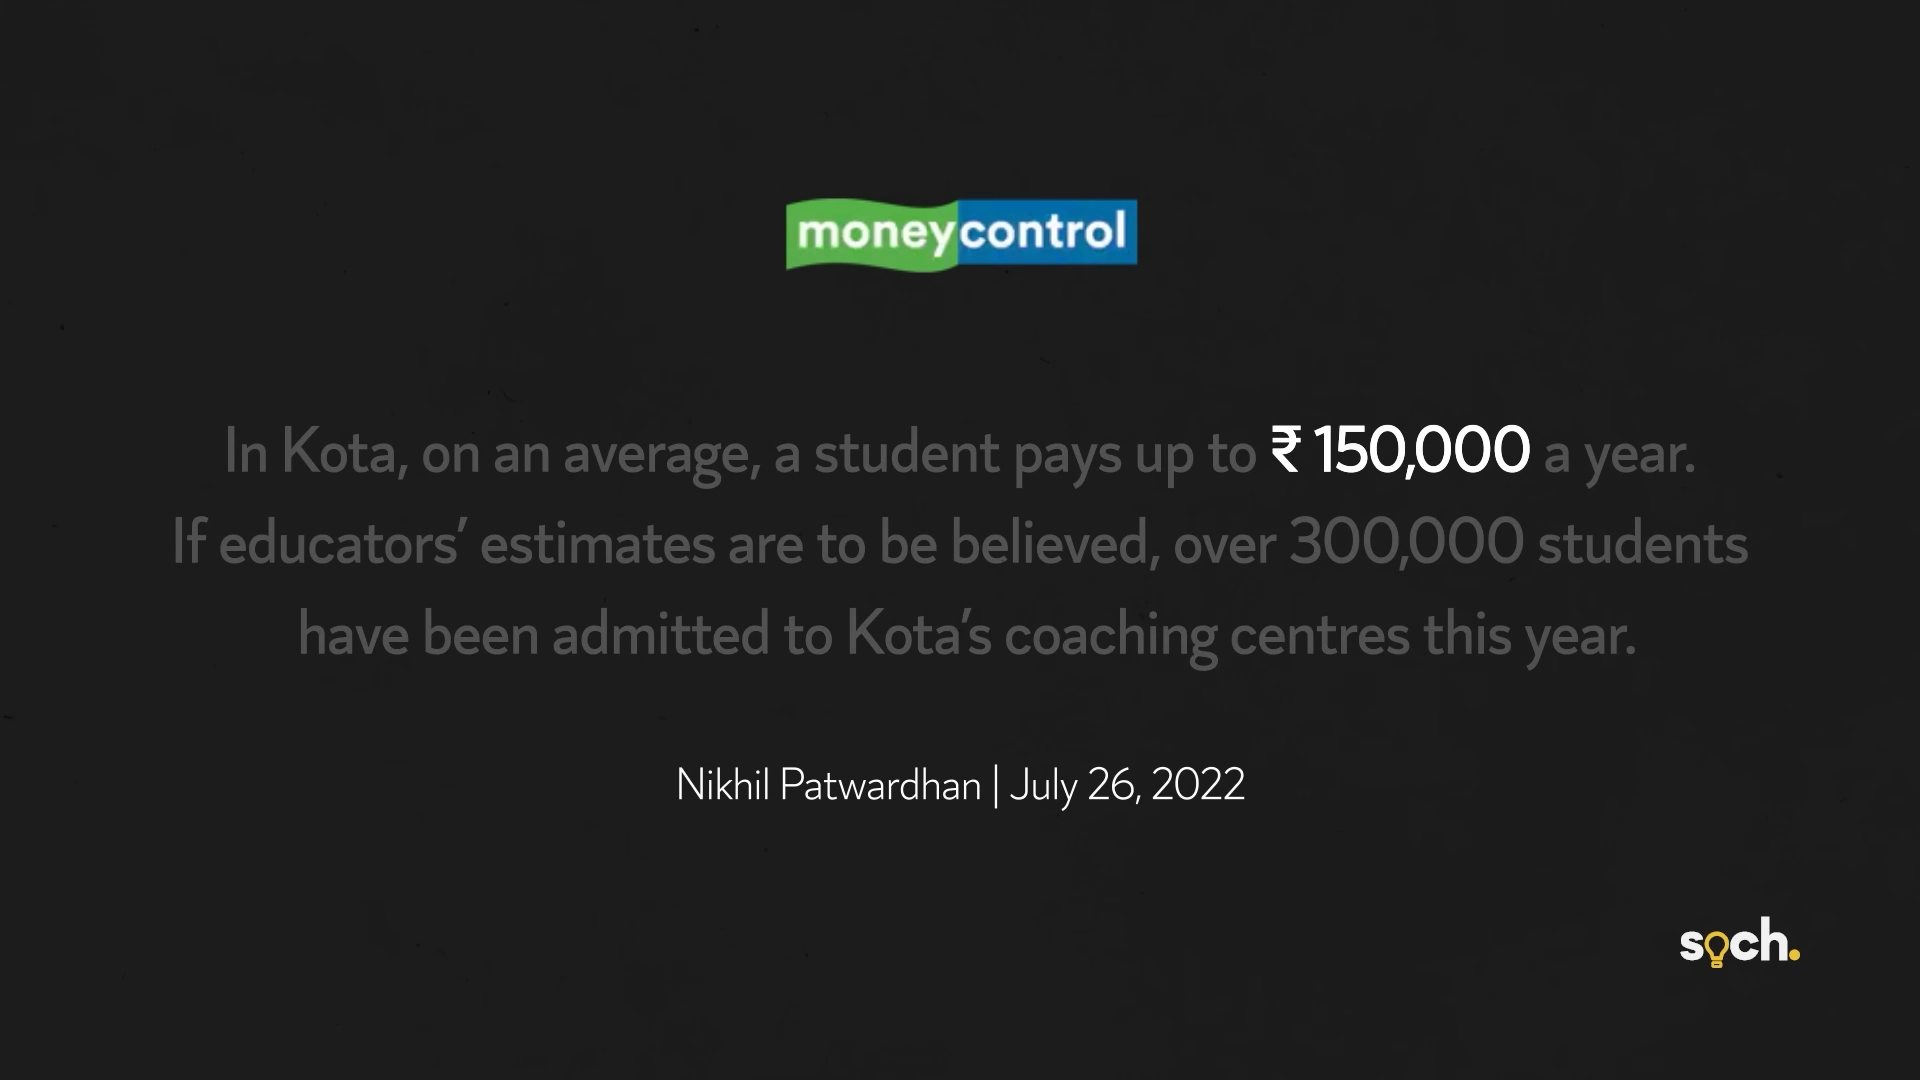 moneycontrol
In Kota, on an average, a student pays up to ₹ 150,000 a year.
If educators’ estimates are to be believed, over 300,000 students
have been admitted to Kota’s coaching centres this year.
Nikhil Patwardhan | July 26, 2022
soch.